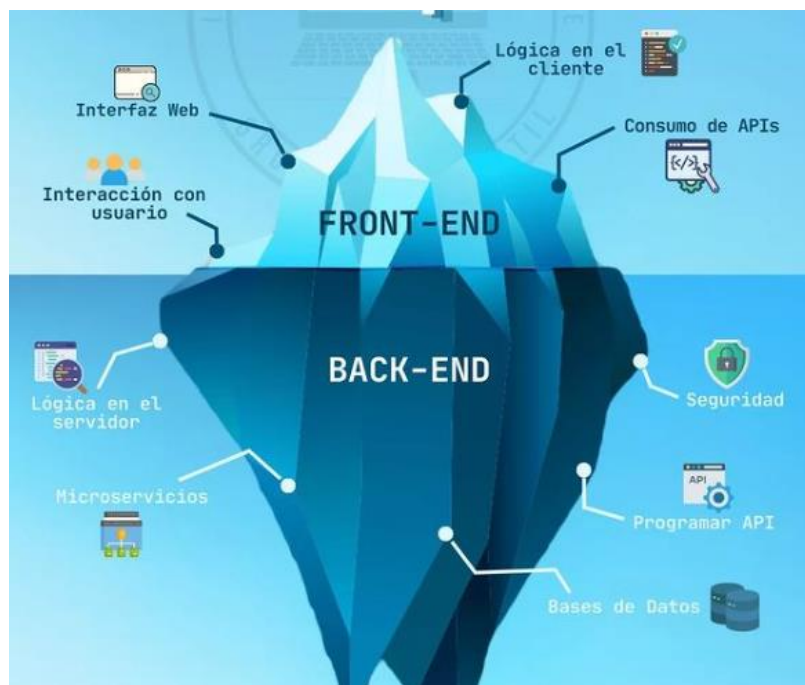 Lógica en el
cliente
Interfaz Web
Consumo de APIs
Interacción con
usuario
FRONT-END
BACK-END
Lógica en el
servidor
Seguridad
Microservicios
API
Programar API
Bases de Datos